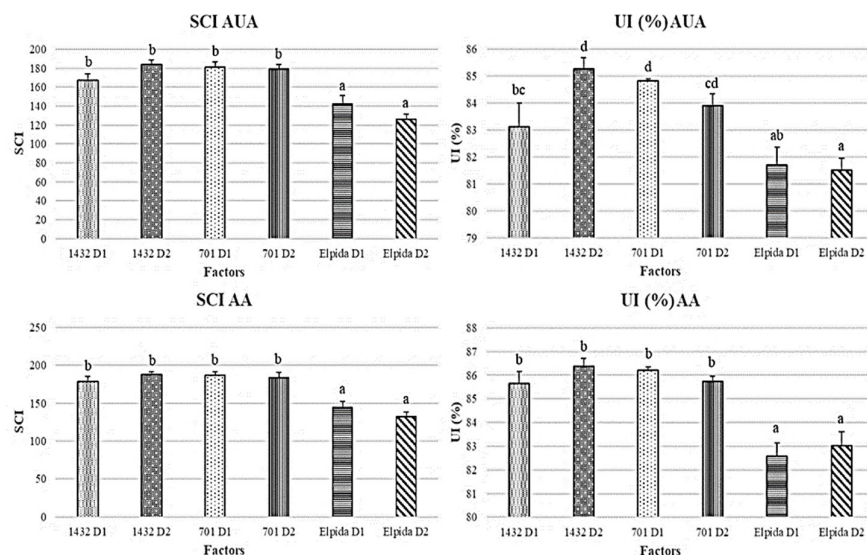 SCI AUA
200
180
160
140
120
100
80
60
40
20
0
SCI
b
b
b
b
a
a
1432 D1
1432 D2
701 D1
701 D2
Elpida D1
Elpida D2
Factors
UI (%) AUA
86
85
84
83
82
81
80
79
UI (%)
bc
d
d
cd
ab
a
1432 D1
1432 D2
701 D1
701 D2
Elpida D1
Elpida D2
Factors
SCI AA
250
200
150
100
50
0
SCI
b
b
b
b
a
a
1432 D1
1432 D2
701 D1
701 D2
Elpida D1
Elpida D2
Factors
UI (%) AA
88
87
86
85
84
83
82
81
80
UI (%)
b
b
b
b
a
a
1432 D1
1432 D2
701 D1
701 D2
Elpida D1
Elpida D2
Factors